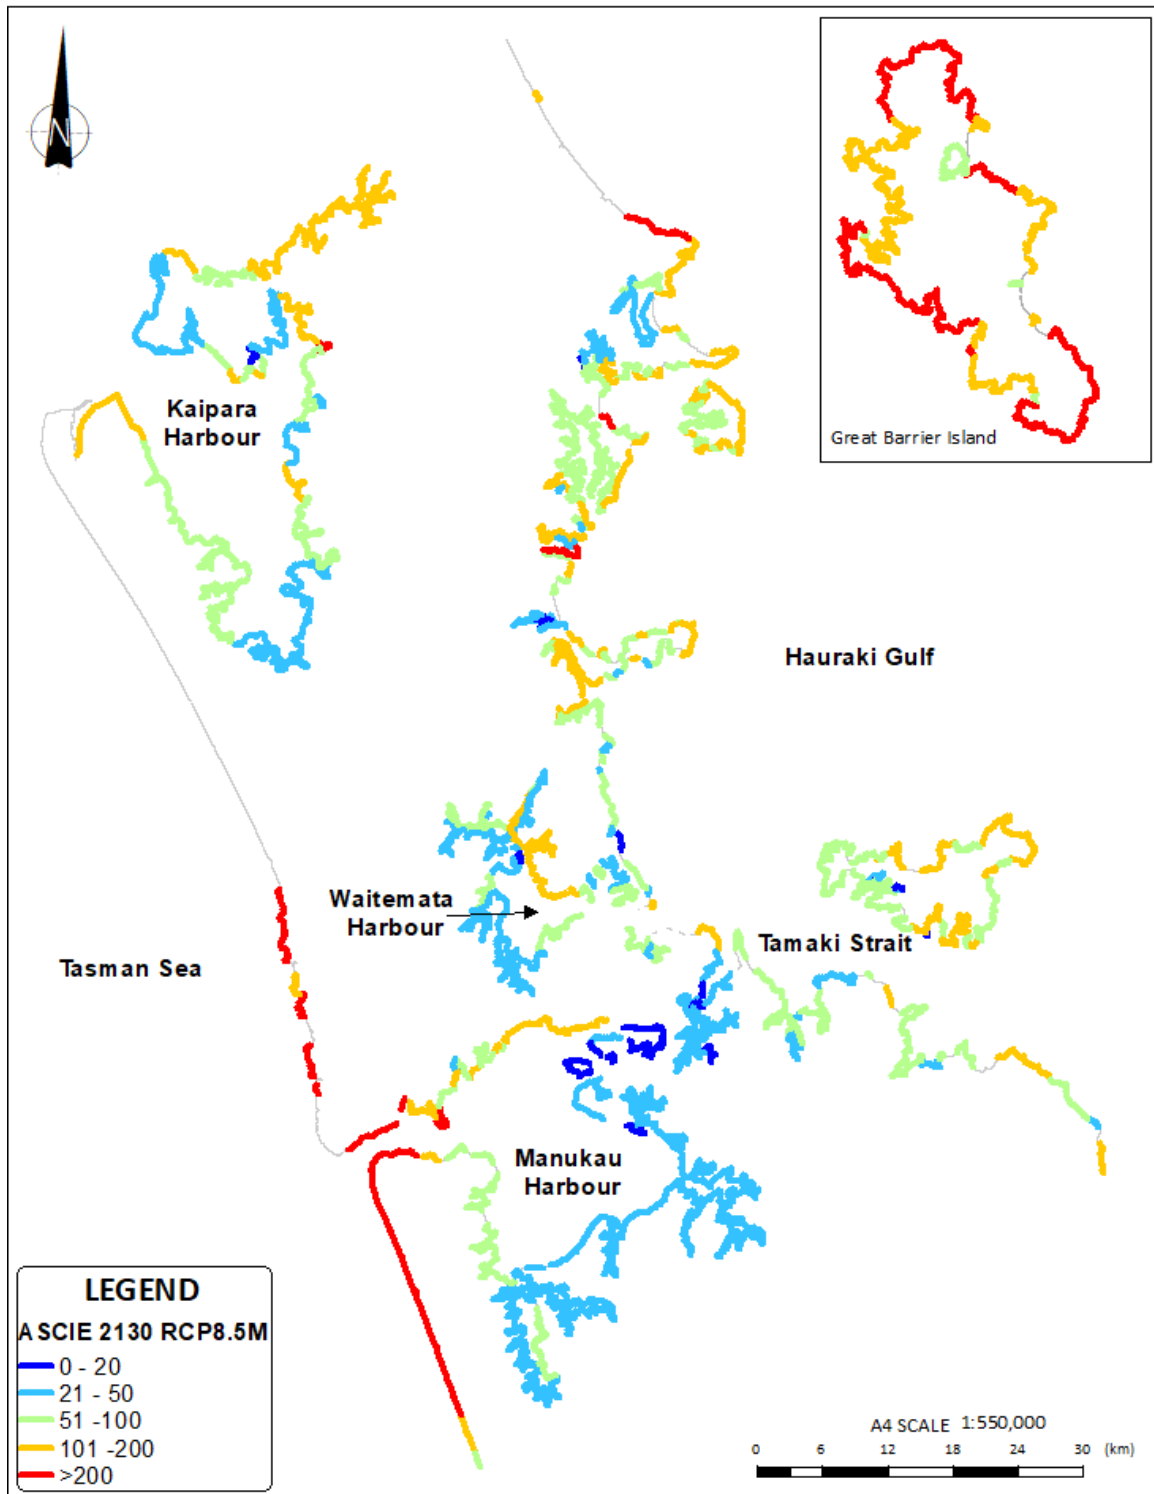 N
Great Barrier Island
Kaipara
Harbour
Hauraki Gulf
Waitemata
Harbour
Tamaki Strait
Tasman Sea
Manukau
Harbour
LEGEND
ASCIE 2130 RCP8.5M
0 - 20
21 - 50
51 -100
101 -200
>200
A4 SCALE 1:550,000
0 6 12 18 24 30 (km)